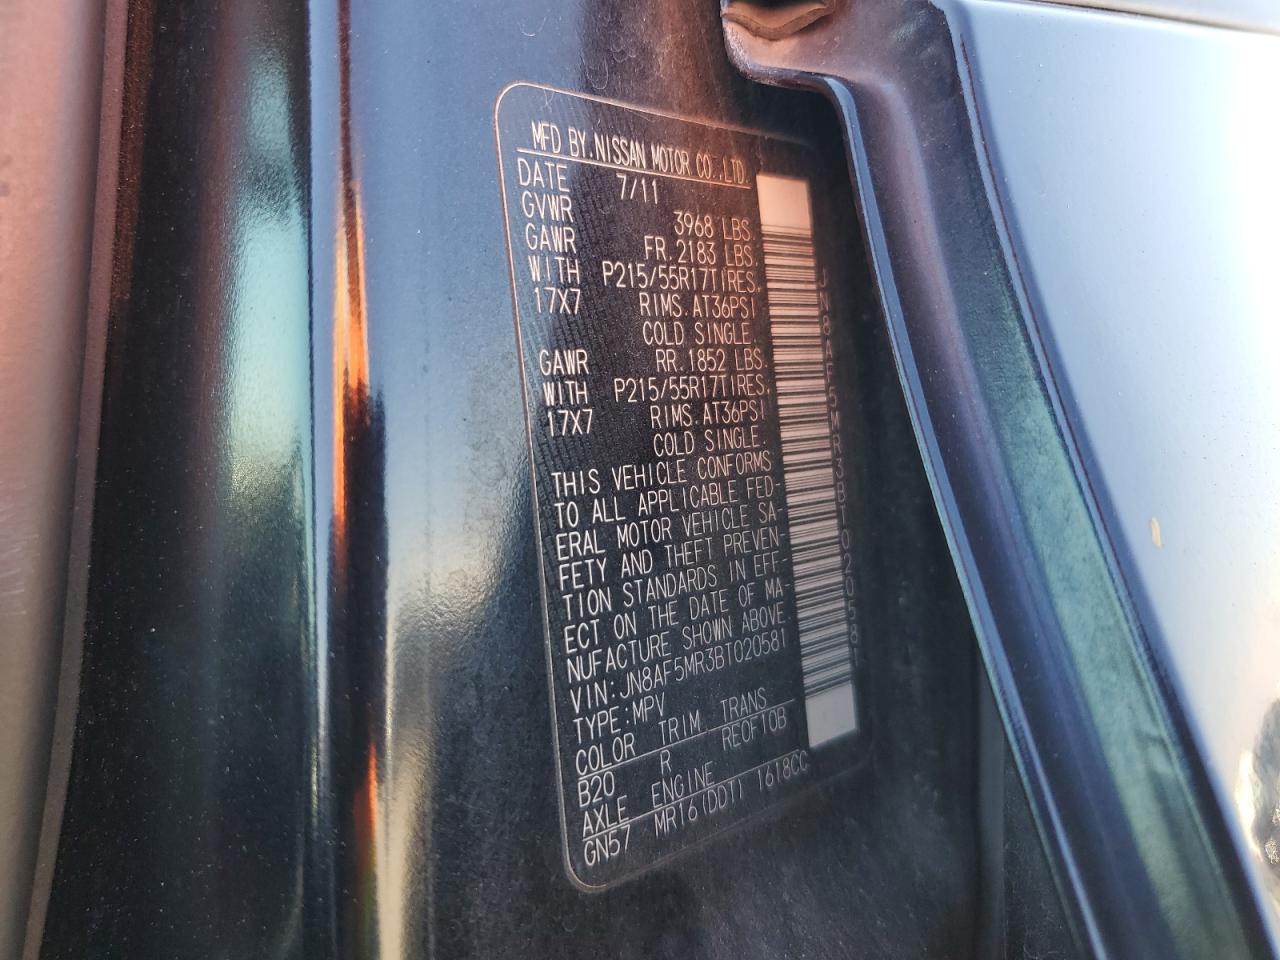 MFD BY NISSAN MOTOR CO.,LTD.
DATE 7/11
GVWR 3968 LBS.
GAWR FR. 2183 LBS.
WITH P215/55R17TIRES,
17X7 RIMS. AT36PSI
COLD SINGLE.
GAWR RR. 1852 LBS.
WITH P215/55R17TIRES,
17X7 RIMS. AT36PSI
COLD SINGLE.
THIS VEHICLE CONFORMS
TO ALL APPLICABLE FED-
ERAL MOTOR VEHICLE SA-
FETY AND THEFT PREVEN-
TION STANDARDS IN EFF-
ECT ON THE DATE OF MA-
NUFACTURE SHOWN ABOVE
VIN:JN8AF5MR3BT020581
TYPE:MPV
COLOR TRIM TRANS
B20 R RE0F10B
AXLE ENGINE
GN57 MR16(DDT) 1618CC
JN8AF5MR3BT020581